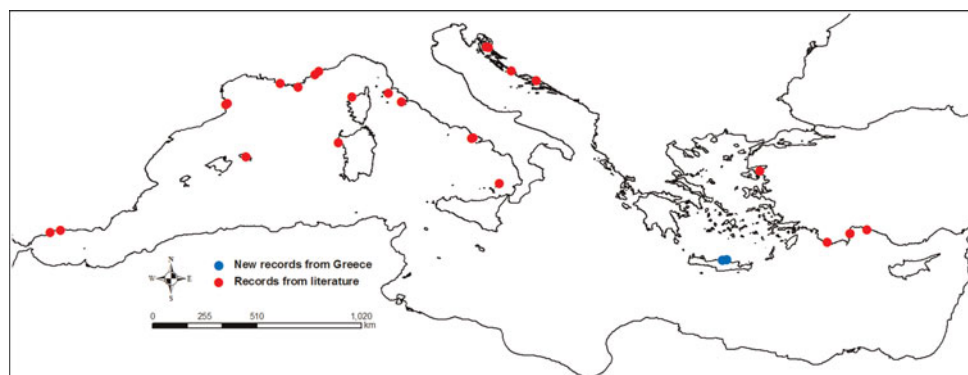 N
W E
S
New records from Greece
Records from literature
0 255 510 1,020
km